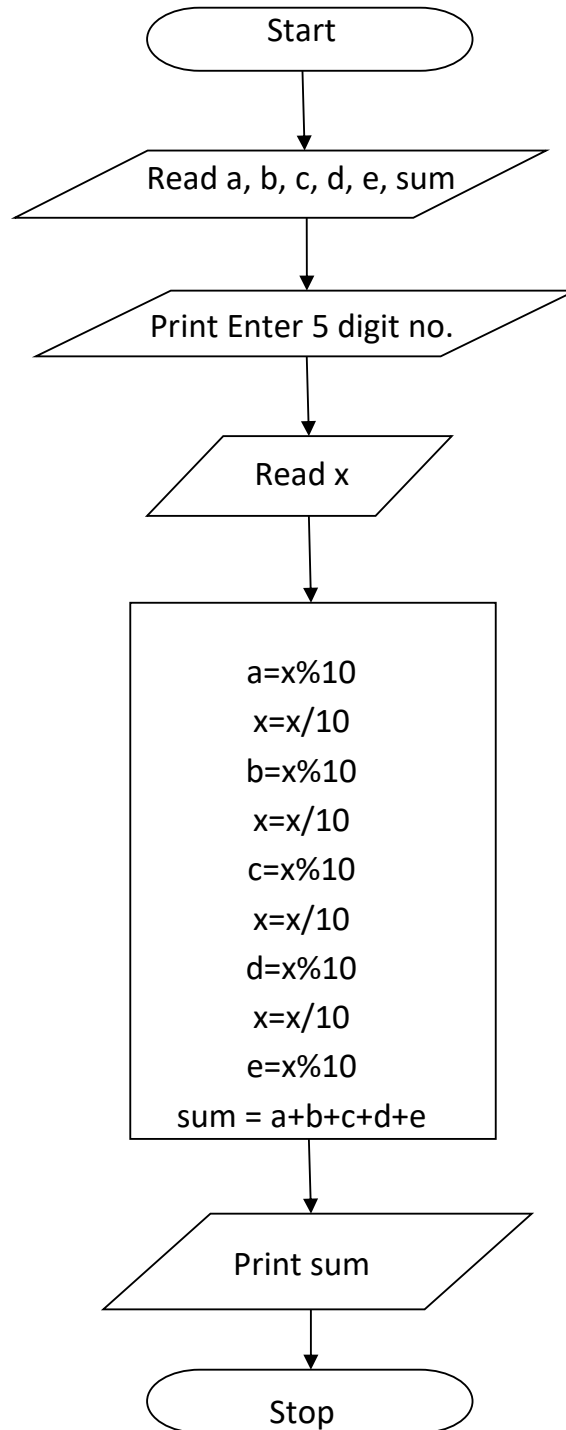 Start
Read a, b, c, d, e, sum
Print Enter 5 digit no.
Read x
a=x%10
x=x/10
b=x%10
x=x/10
c=x%10
x=x/10
d=x%10
x=x/10
e=x%10
sum = a+b+c+d+e
Print sum
Stop